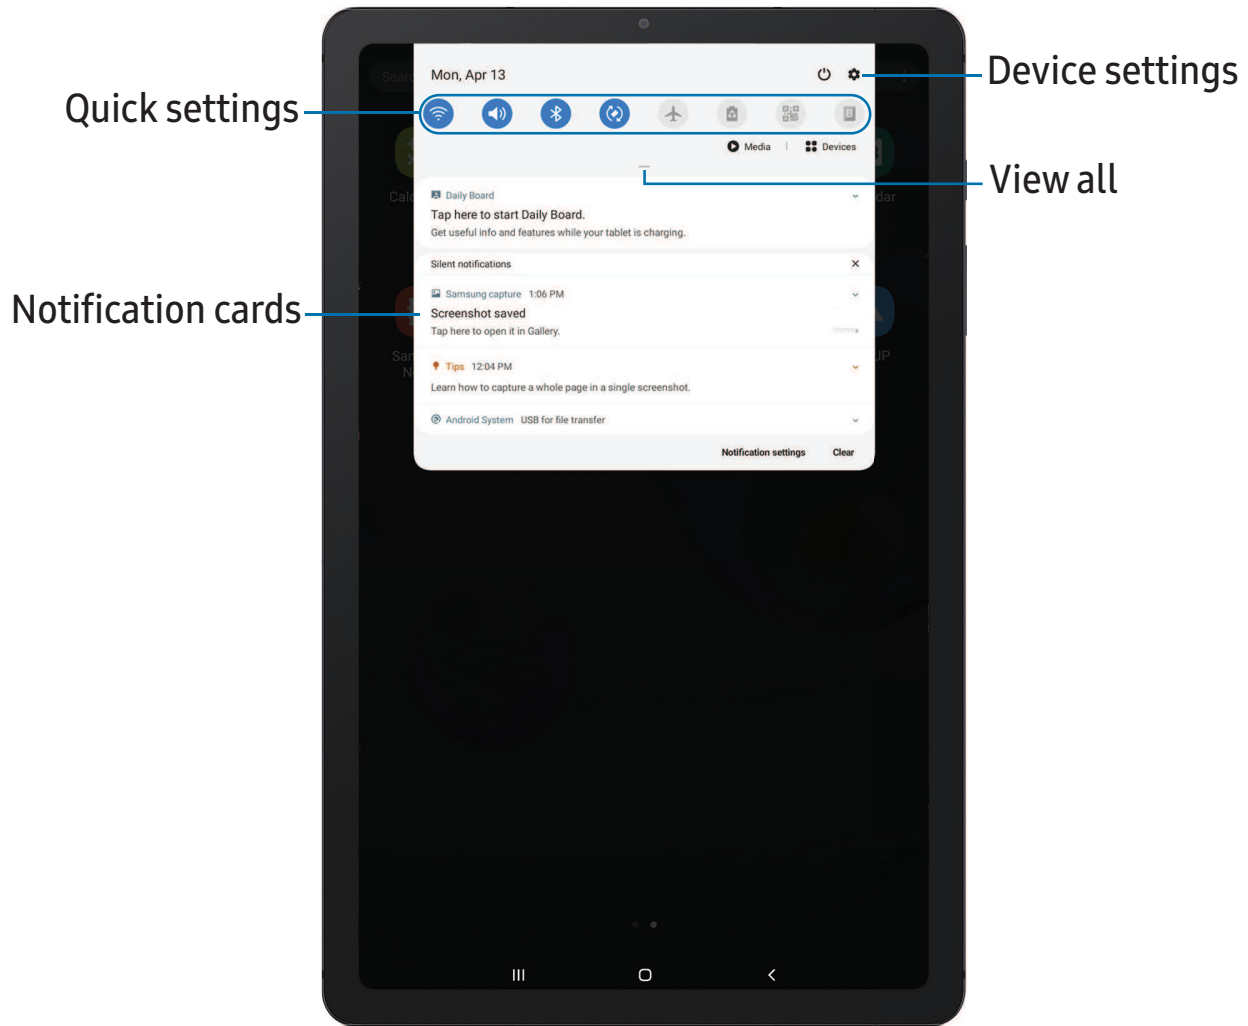 Mon, Apr 13
Device settings
Quick settings
Media
Devices
View all
Daily Board
Tap here to start Daily Board.
Get useful info and features while your tablet is charging.
Silent notifications
Samsung capture 1:06 PM
Notification cards
Screenshot saved
Tap here to open it in Gallery.
Tips 12:04 PM
Learn how to capture a whole page in a single screenshot.
Android System USB for file transfer
Notification settings
Clear